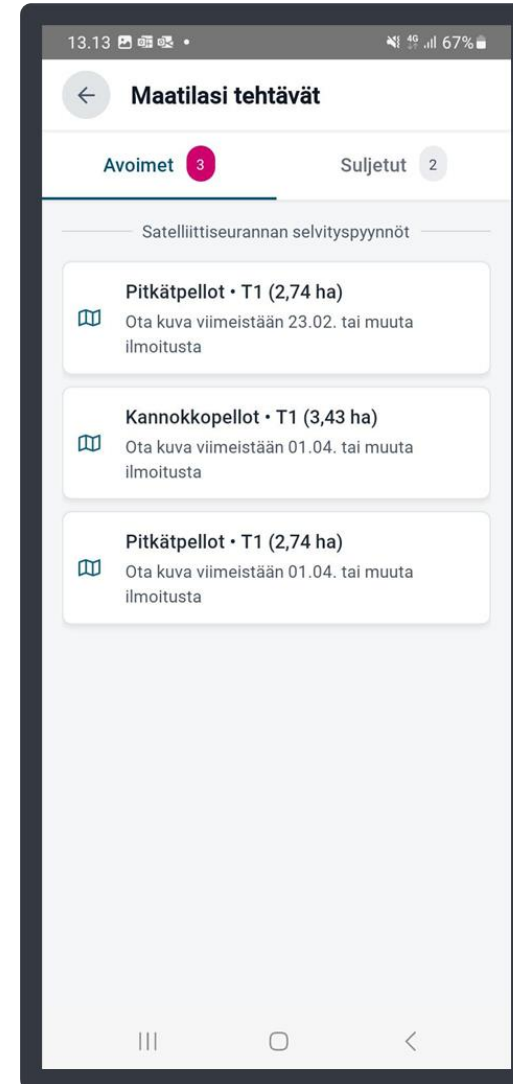 13.13 67%
Maatilasi tehtävät
Avoimet 3 Suljetut 2
Satelliittiseurannan selvityspyynnöt
Pitkätpellot • T1 (2,74 ha)
Ota kuva viimeistään 23.02. tai muuta
ilmoitusta
Kannokkopellot • T1 (3,43 ha)
Ota kuva viimeistään 01.04. tai muuta
ilmoitusta
Pitkätpellot • T1 (2,74 ha)
Ota kuva viimeistään 01.04. tai muuta
ilmoitusta